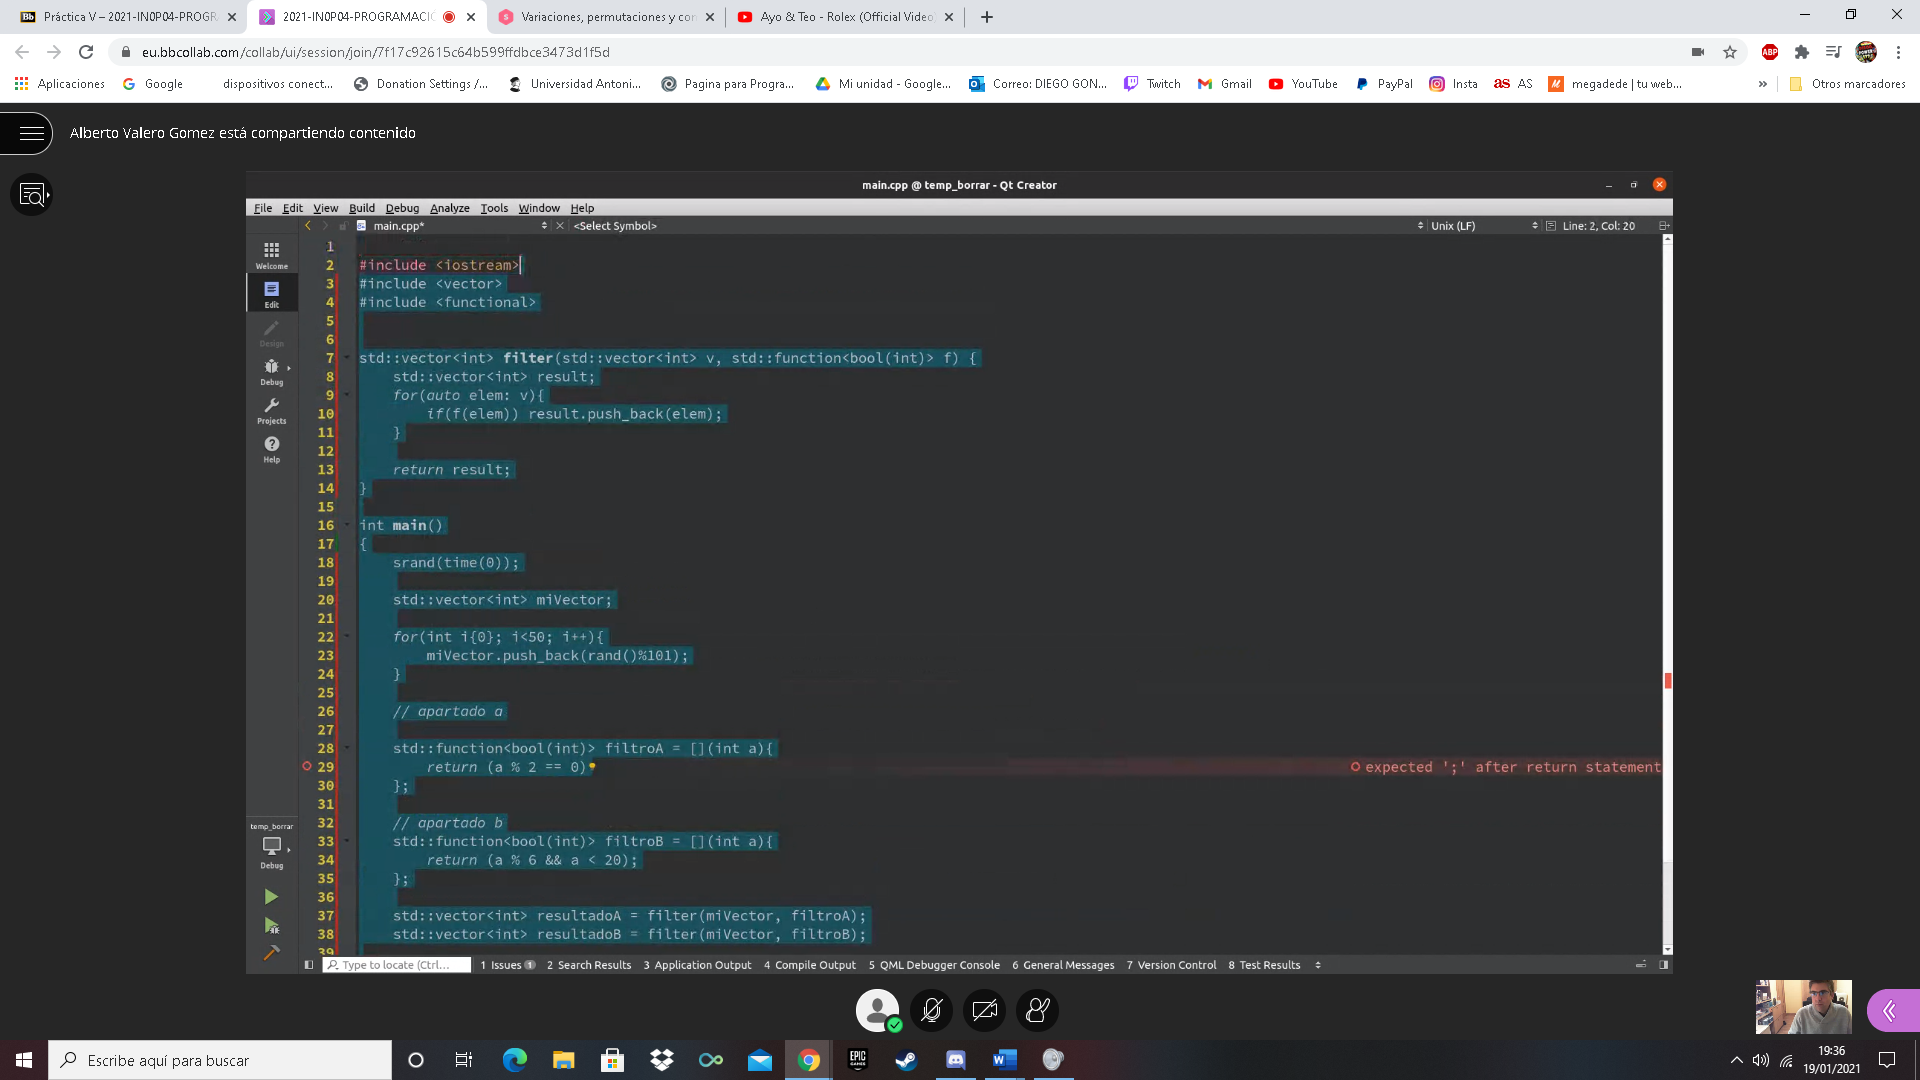 Práctica V – 2021-IN0P04-PROGR
2021-IN0P04-PROGRAMACIÓ
Variaciones, permutaciones y con
Ayo & Teo - Rolex (Official Video)
eu.bbcollab.com/collab/ui/session/join/7f17c92615c64b599ffdbce3473d1f5d
ABP
Aplicaciones
Google
dispositivos conect...
Donation Settings /...
Universidad Antoni...
Pagina para Progra...
Mi unidad - Google...
Correo: DIEGO GON...
Twitch
Gmail
YouTube
PayPal
Insta
as AS
megadede | tu web...
»
Otros marcadores
Alberto Valero Gomez está compartiendo contenido
main.cpp @ temp_borrar - Qt Creator
File Edit View Build Debug Analyze Tools Window Help
main.cpp*
<Select Symbol>
Unix (LF)
Line: 2, Col: 20
Welcome
Edit
Design
Debug
Projects
Help
temp_borrar
Debug
1
2 #include <iostream>
3 #include <vector>
4 #include <functional>
5
6
7 std::vector<int> filter(std::vector<int> v, std::function<bool(int)> f) {
8 std::vector<int> result;
9 for(auto elem: v){
10 if(f(elem)) result.push_back(elem);
11 }
12
13 return result;
14 }
15
16 int main()
17 {
18 srand(time(0));
19
20 std::vector<int> miVector;
21
22 for(int i{0}; i<50; i++){
23 miVector.push_back(rand()%101);
24 }
25
26 // apartado a
27
28 std::function<bool(int)> filtroA = [](int a){
29 return (a % 2 == 0)
expected ';' after return statement
30 };
31
32 // apartado b
33 std::function<bool(int)> filtroB = [](int a){
34 return (a % 6 && a < 20);
35 };
36
37 std::vector<int> resultadoA = filter(miVector, filtroA);
38 std::vector<int> resultadoB = filter(miVector, filtroB);
39
Type to locate (Ctrl...
1 Issues 1
2 Search Results
3 Application Output
4 Compile Output
5 QML Debugger Console
6 General Messages
7 Version Control
8 Test Results
Escribe aquí para buscar
EPIC GAMES
19:36
19/01/2021